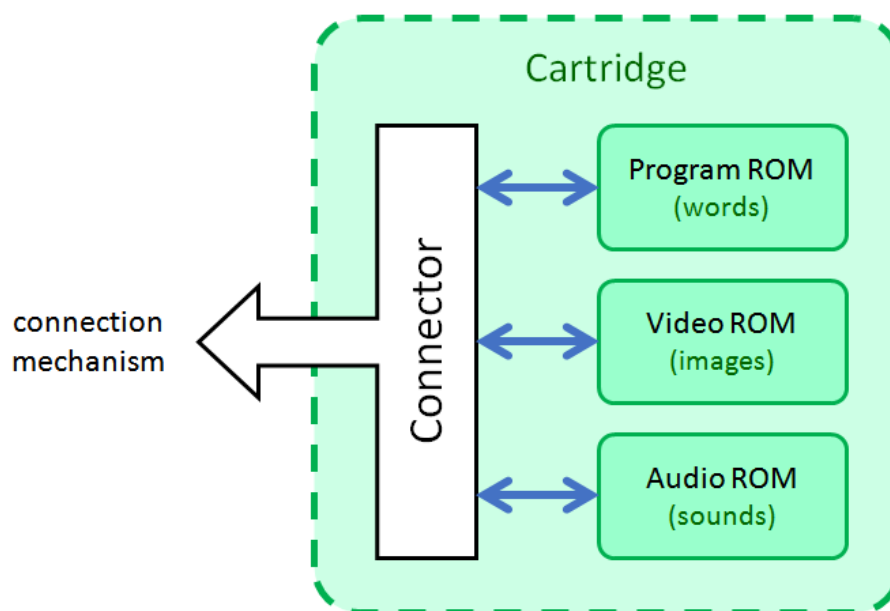 Cartridge
Program ROM
(words)
Video ROM
(images)
Audio ROM
(sounds)
Connector
connection
mechanism